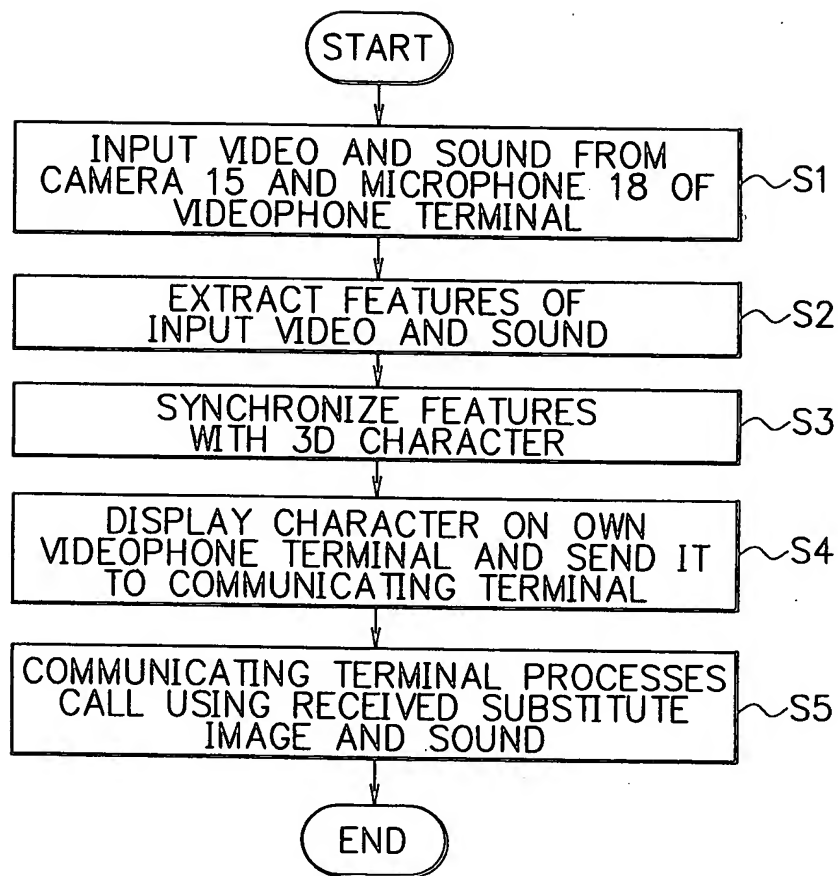 START
INPUT VIDEO AND SOUND FROM
CAMERA 15 AND MICROPHONE 18 OF
VIDEOPHONE TERMINAL
S1
EXTRACT FEATURES OF
INPUT VIDEO AND SOUND
S2
SYNCHRONIZE FEATURES
WITH 3D CHARACTER
S3
DISPLAY CHARACTER ON OWN
VIDEOPHONE TERMINAL AND SEND IT
TO COMMUNICATING TERMINAL
S4
COMMUNICATING TERMINAL PROCESSES
CALL USING RECEIVED SUBSTITUTE
IMAGE AND SOUND
S5
END